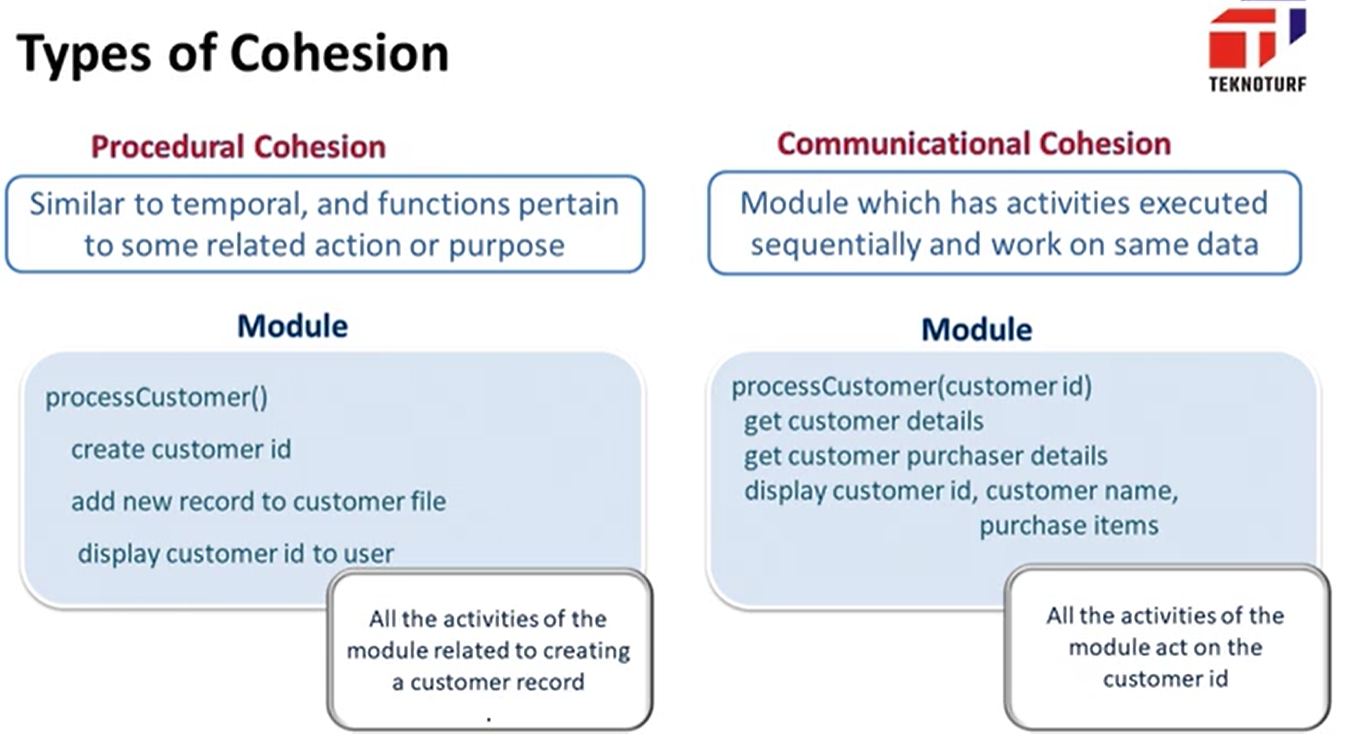 Types of Cohesion
TEKNOTURF
Procedural Cohesion
Similar to temporal, and functions pertain
to some related action or purpose
Module
processCustomer()
create customer id
add new record to customer file
display customer id to user
All the activities of the
module related to creating
a customer record
.
Communicational Cohesion
Module which has activities executed
sequentially and work on same data
Module
processCustomer(customer id)
get customer details
get customer purchaser details
display customer id, customer name,
purchase items
All the activities of the
module act on the
customer id